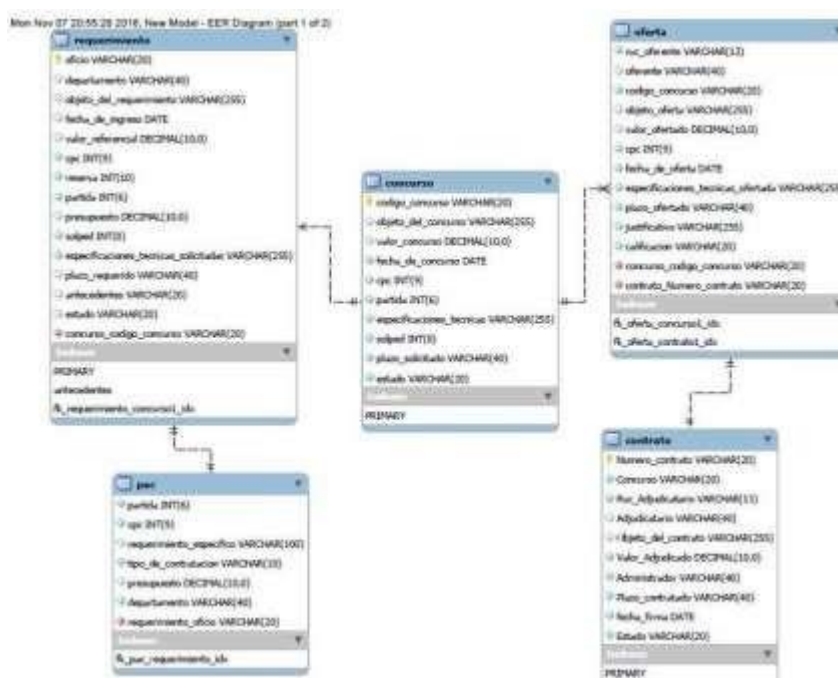 Mon Nov 07 20:55:28 2016, New Model - EER Diagram (part 1 of 2)
requerimiento
oficio VARCHAR(20)
departamento VARCHAR(40)
objeto_del_requerimiento VARCHAR(255)
fecha_de_ingreso DATE
valor_referencial DECIMAL(10,0)
cpc INT(9)
reserva INT(10)
partida INT(6)
presupuesto DECIMAL(10,0)
solped INT(8)
especificaciones_tecnicas_solicitadas VARCHAR(255)
plazo_requerido VARCHAR(40)
antecedentes VARCHAR(20)
estado VARCHAR(20)
concurso_codigo_concurso VARCHAR(20)
Indexes
PRIMARY
antecedentes
fk_requerimiento_concurso1_idx
pac
partida INT(6)
cpc INT(9)
requerimiento_especifico VARCHAR(100)
tipo_de_contratacion VARCHAR(10)
presupuesto DECIMAL(10,0)
departamento VARCHAR(40)
requerimiento_oficio VARCHAR(20)
Indexes
fk_pac_requerimiento_idx
concurso
codigo_concurso VARCHAR(20)
objeto_del_concurso VARCHAR(255)
valor_concurso DECIMAL(10,0)
fecha_de_concurso DATE
cpc INT(9)
partida INT(6)
especificaciones_tecnicas VARCHAR(255)
solped INT(8)
plazo_solicitado VARCHAR(40)
estado VARCHAR(20)
Indexes
PRIMARY
oferta
ruc_oferente VARCHAR(13)
oferente VARCHAR(40)
codigo_concurso VARCHAR(20)
objeto_oferta VARCHAR(255)
valor_ofertado DECIMAL(10,0)
cpc INT(9)
fecha_de_oferta DATE
especificaciones_tecnicas_ofertada VARCHAR(255)
plazo_ofertado VARCHAR(40)
justificativo VARCHAR(255)
calificacion VARCHAR(20)
concurso_codigo_concurso VARCHAR(20)
contrato_Numero_contrato VARCHAR(20)
Indexes
fk_oferta_concurso1_idx
fk_oferta_contrato1_idx
contrato
Numero_contrato VARCHAR(20)
Concurso VARCHAR(20)
Ruc_Adjudicatario VARCHAR(13)
Adjudicatario VARCHAR(40)
Objeto_del_contrato VARCHAR(255)
Valor_Adjudicado DECIMAL(10,0)
Administrador VARCHAR(40)
Plazo_contratado VARCHAR(40)
fecha_firma DATE
Estado VARCHAR(20)
Indexes
PRIMARY